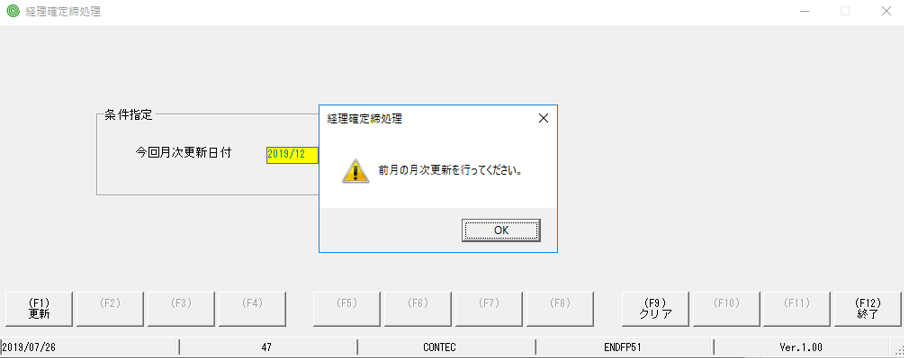 経理確定締処理
条件指定
今回月次更新日付
2019/12
経理確定締処理
前月の月次更新を行ってください。
OK
(F1)
更新
(F2)
(F3)
(F4)
(F5)
(F6)
(F7)
(F8)
(F9)
クリア
(F10)
(F11)
(F12)
終了
2019/07/26
47
CONTEC
ENDFP51
Ver.1.00